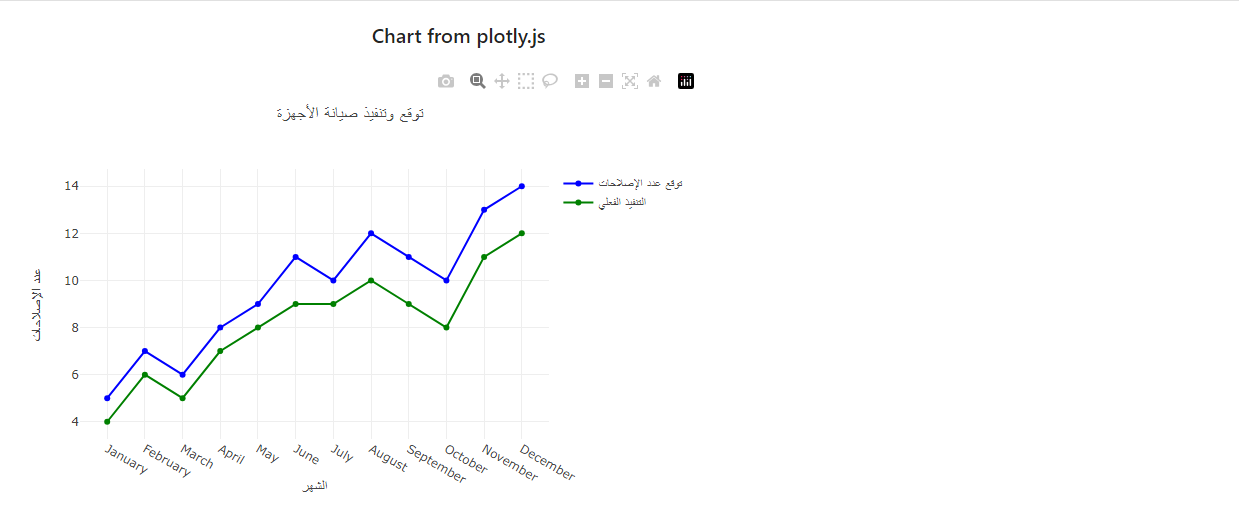 Chart from plotly.js
توقع وتنفيذ صيانة الأجهزة
توقع عدد الإصلاحات
التنفيذ الفعلي
عدد الإصلاحات
14
12
10
8
6
4
January
February
March
April
May
June
July
August
September
October
November
December
الشهر